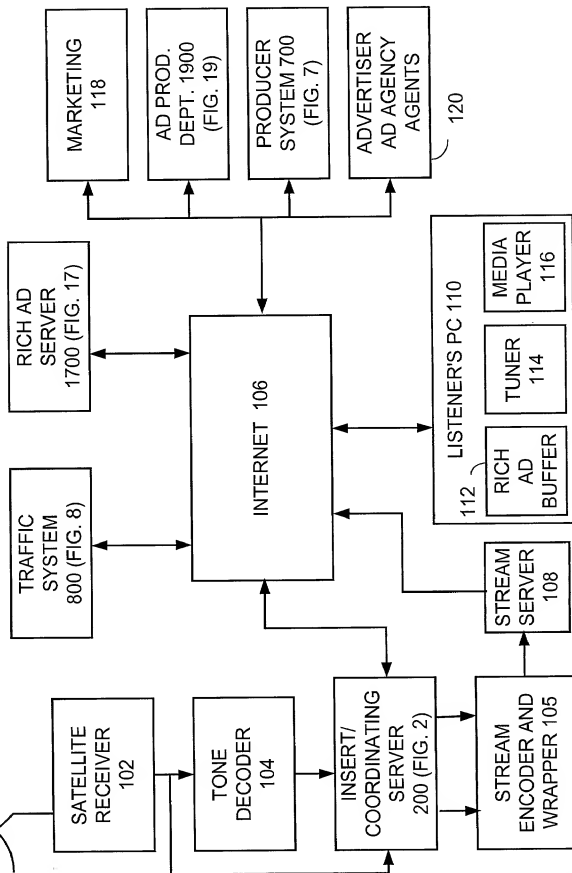 SATELLITE
RECEIVER
102
TONE
DECODER
104
INSERT/
COORDINATING
SERVER
200 (FIG. 2)
STREAM
ENCODER AND
WRAPPER 105
STREAM
SERVER
108
TRAFFIC
SYSTEM
800 (FIG. 8)
RICH AD
SERVER
1700 (FIG. 17)
INTERNET 106
LISTENER'S PC 110
112
RICH
AD
BUFFER
TUNER
114
MEDIA
PLAYER
116
MARKETING
118
AD PROD.
DEPT. 1900
(FIG. 19)
PRODUCER
SYSTEM 700
(FIG. 7)
ADVERTISER
AD AGENCY
AGENTS
120